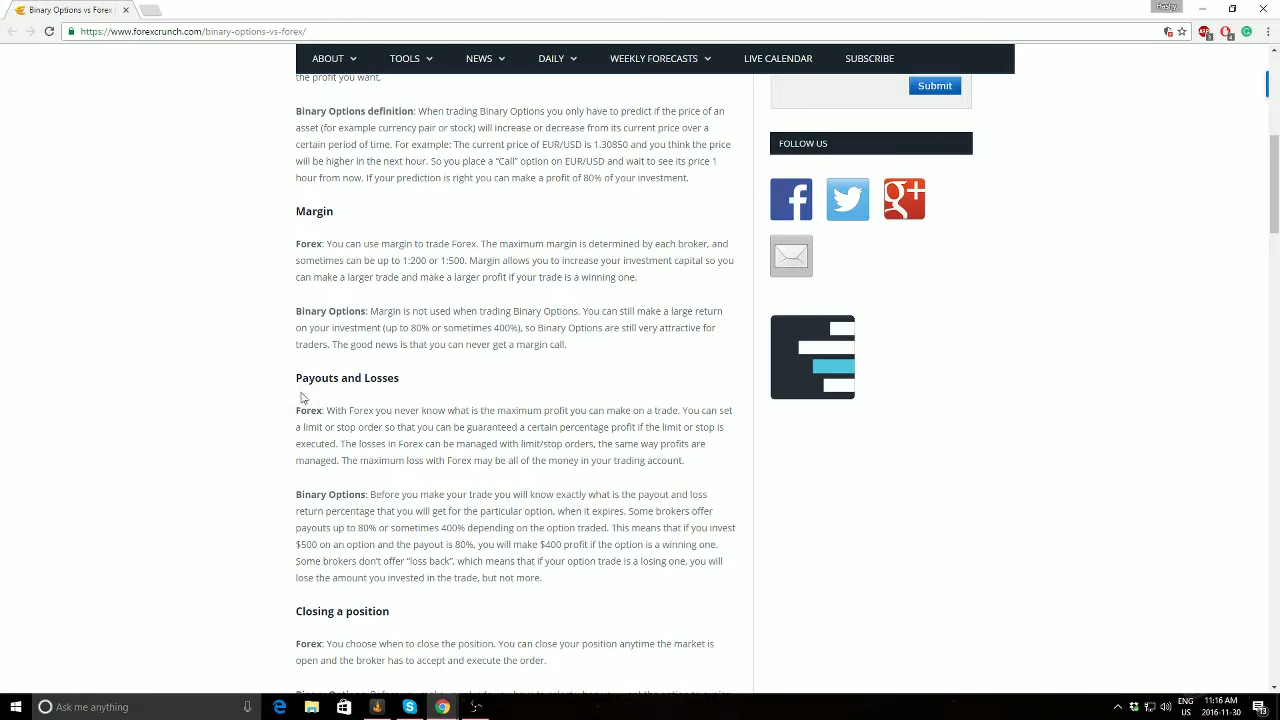 Binary Options vs Forex
Hashy
https://www.forexcrunch.com/binary-options-vs-forex/
ABOUT TOOLS NEWS DAILY WEEKLY FORECASTS LIVE CALENDAR SUBSCRIBE
the profit you want.
Submit
Binary Options definition: When trading Binary Options you only have to predict if the price of an
asset (for example currency pair or stock) will increase or decrease from its current price over a
certain period of time. For example: The current price of EUR/USD is 1.30850 and you think the price
will be higher in the next hour. So you place a “Call” option on EUR/USD and wait to see its price 1
hour from now. If your prediction is right you can make a profit of 80% of your investment.
FOLLOW US
Margin
Forex: You can use margin to trade Forex. The maximum margin is determined by each broker, and
sometimes can be up to 1:200 or 1:500. Margin allows you to increase your investment capital so you
can make a larger trade and make a larger profit if your trade is a winning one.
Binary Options: Margin is not used when trading Binary Options. You can still make a large return
on your investment (up to 80% or sometimes 400%), so Binary Options are still very attractive for
traders. The good news is that you can never get a margin call.
Payouts and Losses
Forex: With Forex you never know what is the maximum profit you can make on a trade. You can set
a limit or stop order so that you can be guaranteed a certain percentage profit if the limit or stop is
executed. The losses in Forex can be managed with limit/stop orders, the same way profits are
managed. The maximum loss with Forex may be all of the money in your trading account.
Binary Options: Before you make your trade you will know exactly what is the payout and loss
return percentage that you will get for the particular option, when it expires. Some brokers offer
payouts up to 80% or sometimes 400% depending on the option traded. This means that if you invest
$500 on an option and the payout is 80%, you will make $400 profit if the option is a winning one.
Some brokers don’t offer “loss back”, which means that if your option trade is a losing one, you will
lose the amount you invested in the trade, but not more.
Closing a position
Forex: You choose when to close the position. You can close your position anytime the market is
open and the broker has to accept and execute the order.
Ask me anything
ENG
US
11:16 AM
2016-11-30